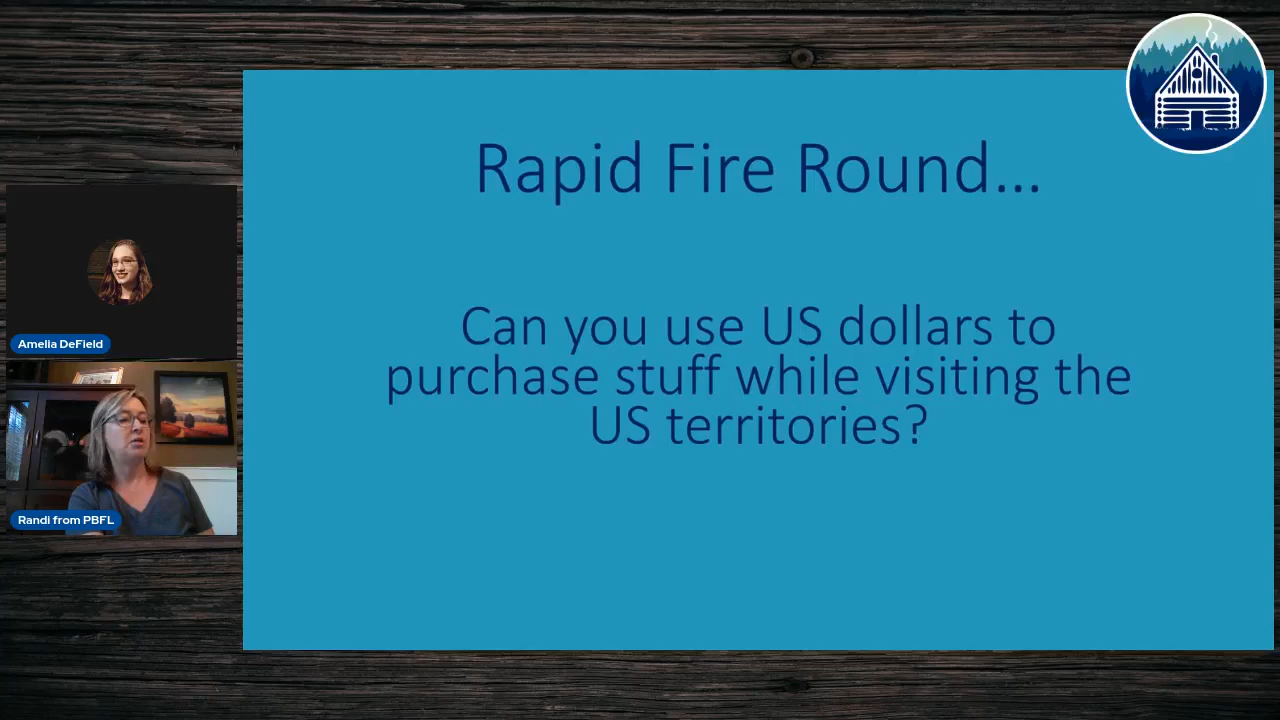 Rapid Fire Round...
Can you use US dollars to
purchase stuff while visiting the
US territories?
Amelia DeField
Randi from PBFL